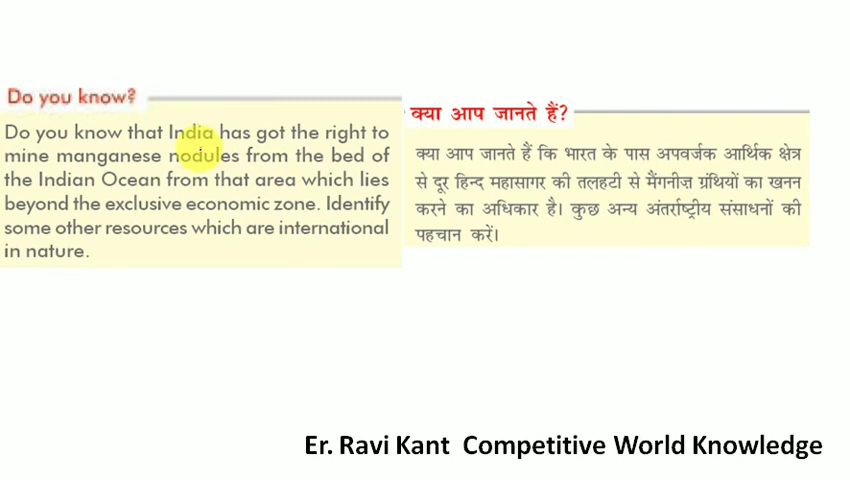 Do you know?
Do you know that India has got the right to
mine manganese nodules from the bed of
the Indian Ocean from that area which lies
beyond the exclusive economic zone. Identify
some other resources which are international
in nature.
क्या आप जानते हैं?
क्या आप जानते हैं कि भारत के पास अपवर्जक आर्थिक क्षेत्र
से दूर हिन्द महासागर की तलहटी से मैंगनीज़ ग्रंथियों का खनन
करने का अधिकार है। कुछ अन्य अंतर्राष्ट्रीय संसाधनों की
पहचान करें।
Er. Ravi Kant Competitive World Knowledge